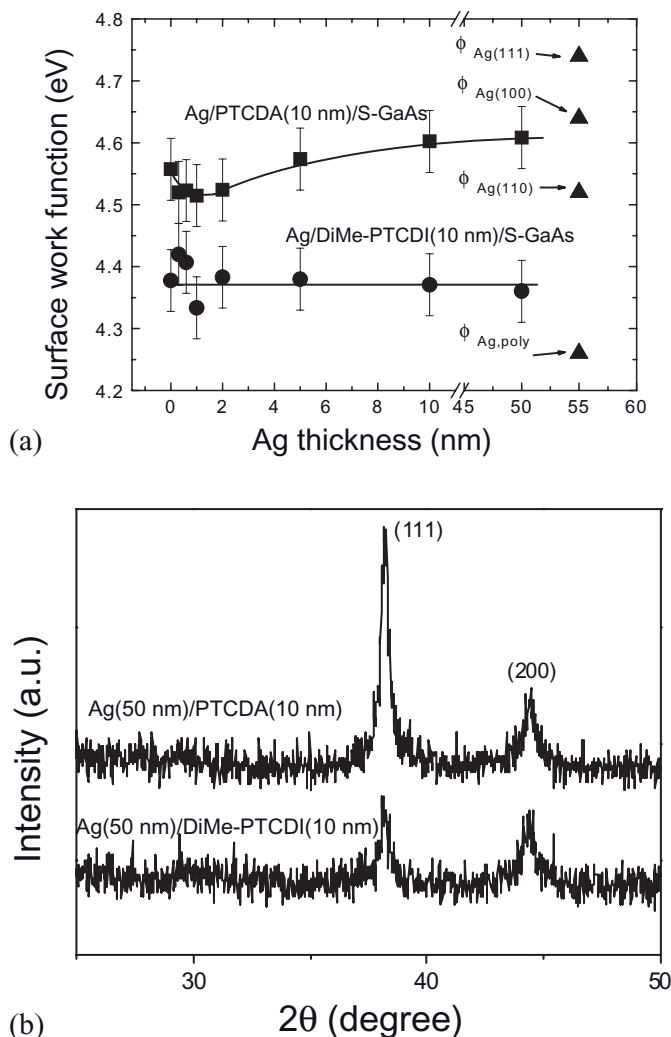 4.8
4.7
4.6
4.5
4.4
4.3
4.2
Surface work function (eV)
ϕ Ag(111)
ϕ Ag(100)
Ag/PTCDA(10 nm)/S-GaAs
ϕ Ag(110)
Ag/DiMe-PTCDI(10 nm)/S-GaAs
ϕ Ag,poly
0 2 4 6 8 10 45 50 55 60
Ag thickness (nm)
(a)
(111)
(200)
Ag(50 nm)/PTCDA(10 nm)
Ag(50 nm)/DiMe-PTCDI(10 nm)
Intensity (a.u.)
30 40 50
2θ (degree)
(b)